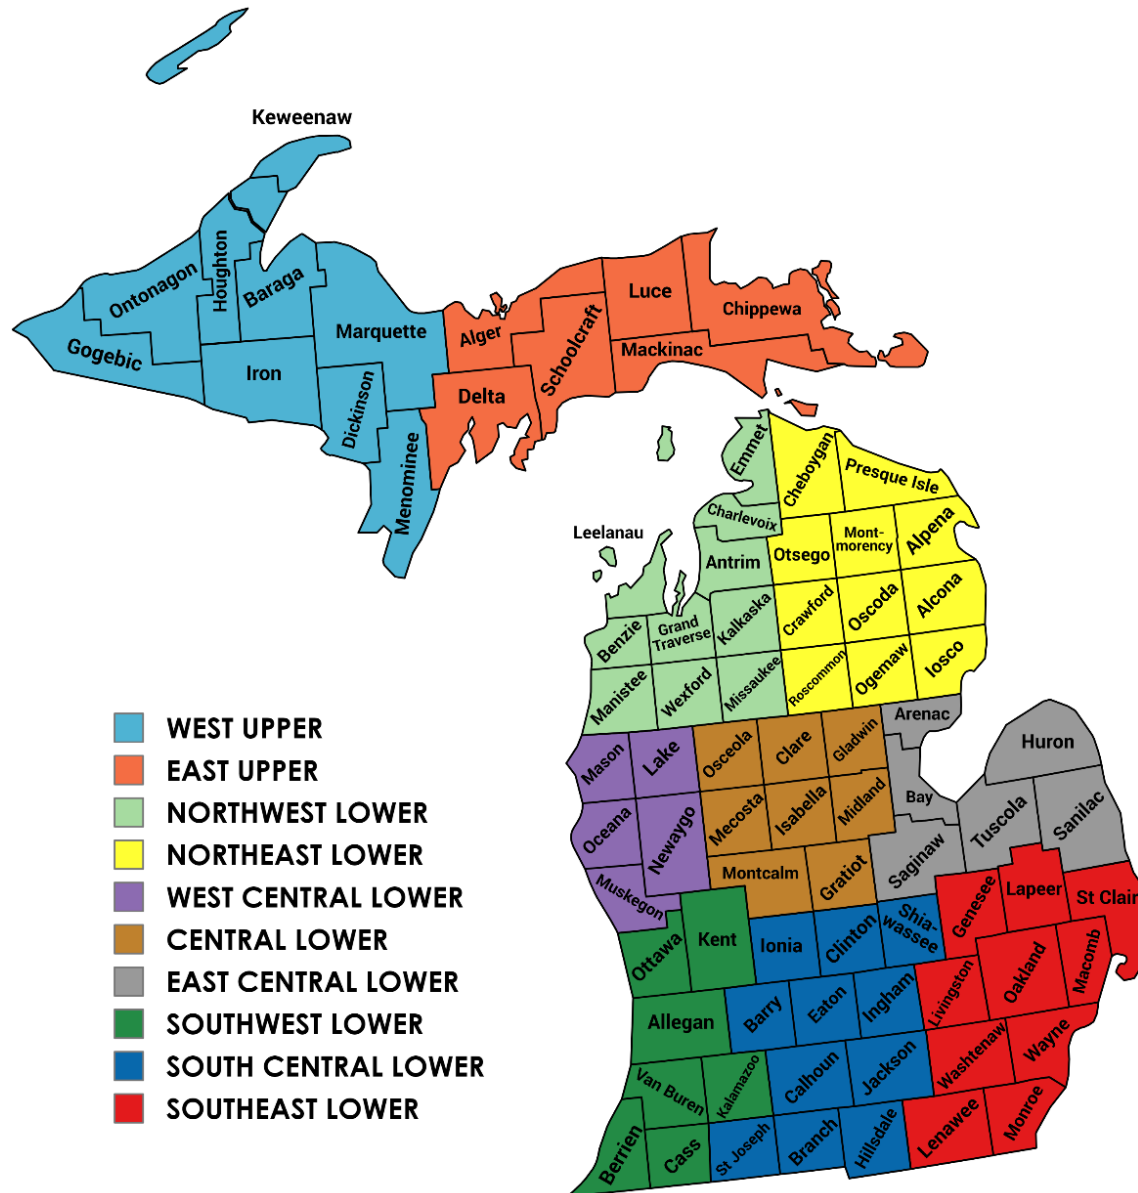 Keweenaw
Houghton
Ontonagon
Baraga
Gogebic
Iron
Marquette
Dickinson
Menominee
Alger
Delta
Schoolcraft
Luce
Chippewa
Mackinac
Emmet
Cheboygan
Presque Isle
Charlevoix
Leelanau
Antrim
Otsego
Mont-
morency
Alpena
Benzie
Grand
Traverse
Kalkaska
Crawford
Oscoda
Alcona
Manistee
Wexford
Missaukee
Roscommon
Ogemaw
Iosco
Mason
Lake
Osceola
Clare
Gladwin
Arenac
Huron
Oceana
Newaygo
Mecosta
Isabella
Midland
Bay
Tuscola
Sanilac
Muskegon
Montcalm
Gratiot
Saginaw
Genesee
Lapeer
St Clair
Ottawa
Kent
Ionia
Clinton
Shia-
wassee
Livingston
Oakland
Macomb
Allegan
Barry
Eaton
Ingham
Washtenaw
Wayne
Van Buren
Kalamazoo
Calhoun
Jackson
Berrien
Cass
St Joseph
Branch
Hillsdale
Lenawee
Monroe
WEST UPPER
EAST UPPER
NORTHWEST LOWER
NORTHEAST LOWER
WEST CENTRAL LOWER
CENTRAL LOWER
EAST CENTRAL LOWER
SOUTHWEST LOWER
SOUTH CENTRAL LOWER
SOUTHEAST LOWER